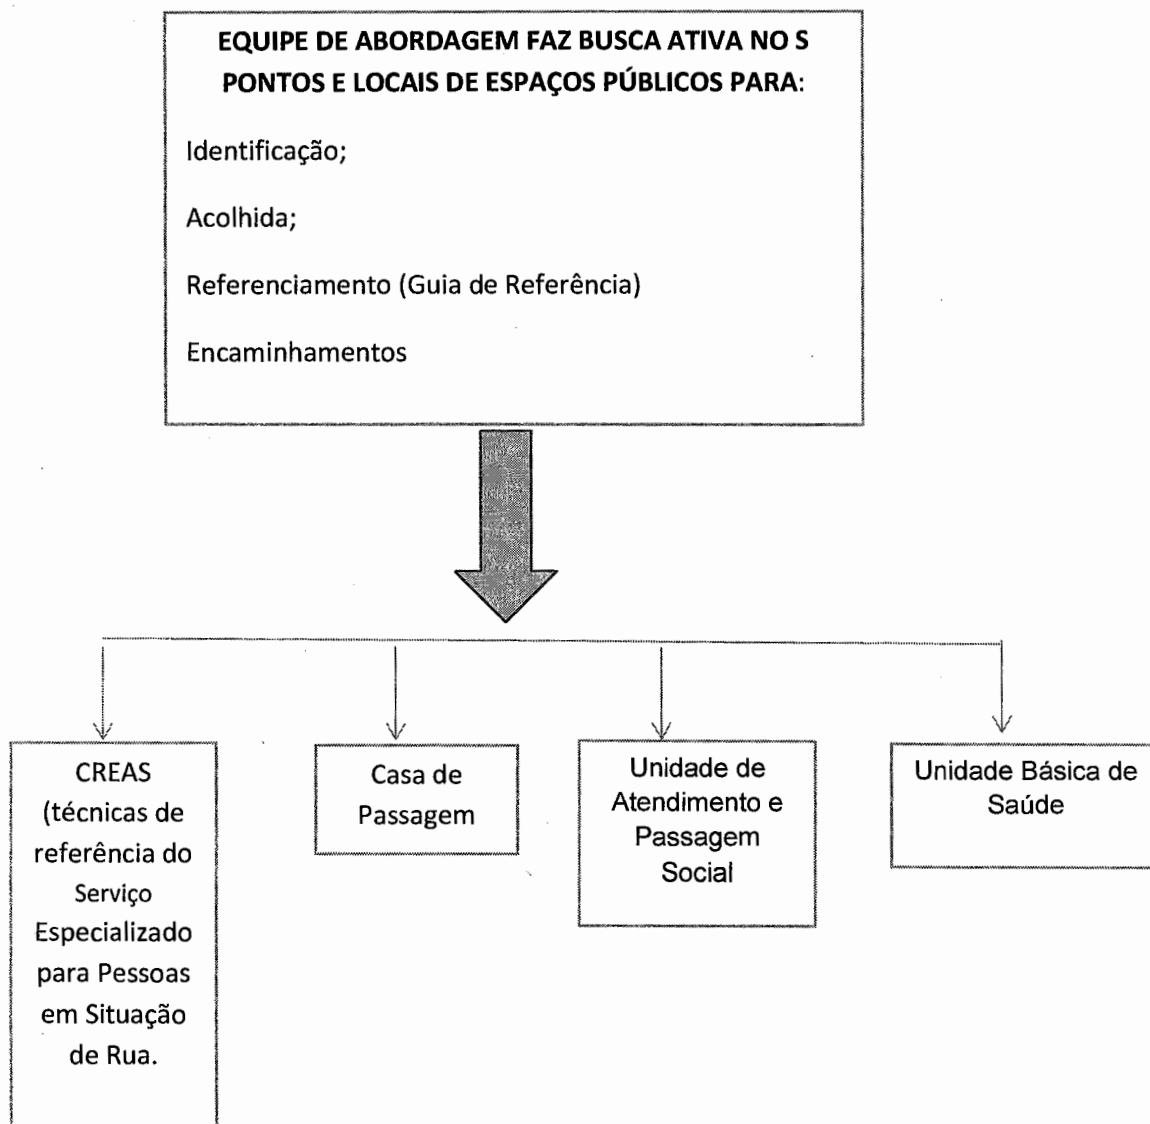 EQUIPE DE ABORDAGEM FAZ BUSCA ATIVA NO S
PONTOS E LOCAIS DE ESPAÇOS PÚBLICOS PARA:
Identificação;
Acolhida;
Referenciamento (Guia de Referência)
Encaminhamentos
CREAS
(técnicas de
referência do
Serviço
Especializado
para Pessoas
em Situação
de Rua.
Casa de
Passagem
Unidade de
Atendimento e
Passagem
Social
Unidade Básica de
Saúde